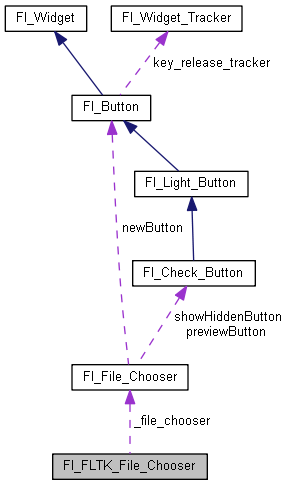 Fl_Widget
Fl_Widget_Tracker
key_release_tracker
Fl_Button
Fl_Light_Button
newButton
Fl_Check_Button
showHiddenButton
previewButton
Fl_File_Chooser
_file_chooser
Fl_FLTK_File_Chooser